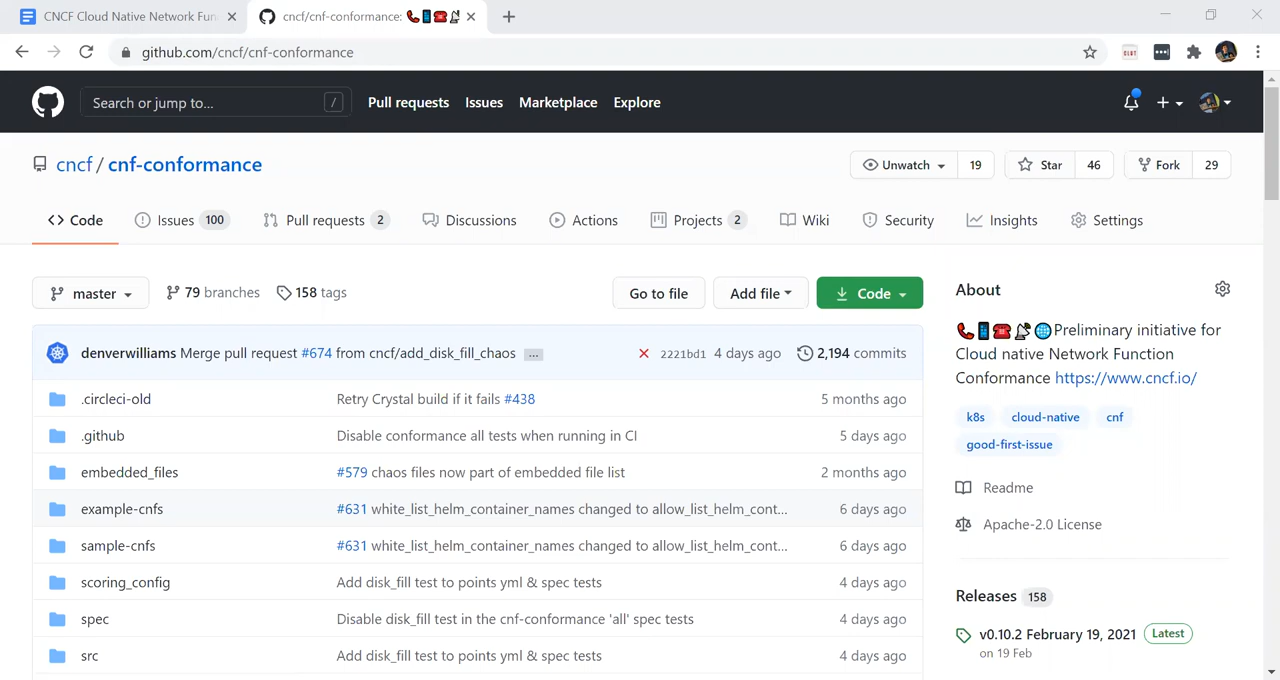 CNCF Cloud Native Network Fun
cncf/cnf-conformance:
github.com/cncf/cnf-conformance
Search or jump to... /
Pull requests Issues Marketplace Explore
cncf / cnf-conformance
Unwatch 19 Star 46 Fork 29
Code Issues 100 Pull requests 2 Discussions Actions Projects 2 Wiki Security Insights Settings
master 79 branches 158 tags Go to file Add file Code
denverwilliams Merge pull request #674 from cncf/add_disk_fill_chaos ... 2221bd1 4 days ago 2,194 commits
.circleci-old Retry Crystal build if it fails #438 5 months ago
.github Disable conformance all tests when running in CI 5 days ago
embedded_files #579 chaos files now part of embedded file list 2 months ago
example-cnfs #631 white_list_helm_container_names changed to allow_list_helm_cont... 6 days ago
sample-cnfs #631 white_list_helm_container_names changed to allow_list_helm_cont... 6 days ago
scoring_config Add disk_fill test to points yml & spec tests 4 days ago
spec Disable disk_fill test in the cnf-conformance 'all' spec tests 4 days ago
src Add disk_fill test to points yml & spec tests 4 days ago
About
Preliminary initiative for
Cloud native Network Function
Conformance https://www.cncf.io/
k8s cloud-native cnf
good-first-issue
Readme
Apache-2.0 License
Releases 158
v0.10.2 February 19, 2021 Latest
on 19 Feb